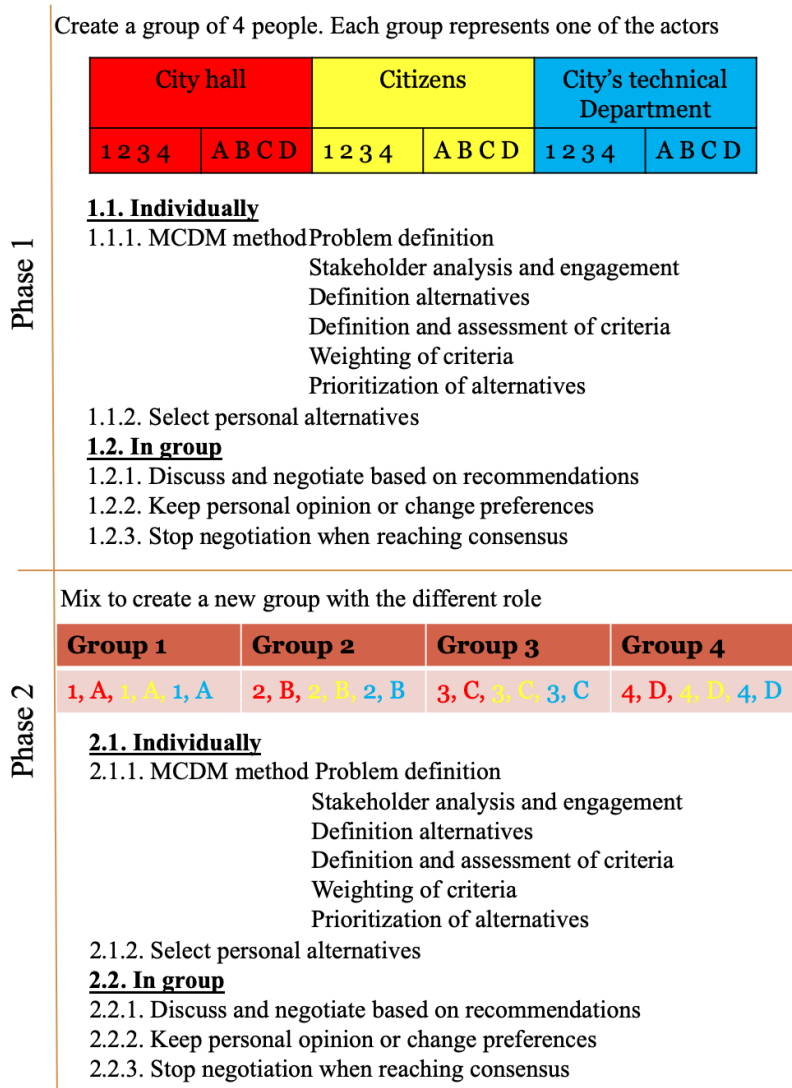 Create a group of 4 people. Each group represents one of the actors
City hall
Citizens
City's technical
Department
1 2 3 4
A B C D
1 2 3 4
A B C D
1 2 3 4
A B C D
Phase 1
1.1. Individually
1.1.1. MCDM method Problem definition
Stakeholder analysis and engagement
Definition alternatives
Definition and assessment of criteria
Weighting of criteria
Prioritization of alternatives
1.1.2. Select personal alternatives
1.2. In group
1.2.1. Discuss and negotiate based on recommendations
1.2.2. Keep personal opinion or change preferences
1.2.3. Stop negotiation when reaching consensus
Mix to create a new group with the different role
Group 1
Group 2
Group 3
Group 4
1, A, 1, A, 1, A
2, B, 2, B, 2, B
3, C, 3, C, 3, C
4, D, 4, D, 4, D
Phase 2
2.1. Individually
2.1.1. MCDM method Problem definition
Stakeholder analysis and engagement
Definition alternatives
Definition and assessment of criteria
Weighting of criteria
Prioritization of alternatives
2.1.2. Select personal alternatives
2.2. In group
2.2.1. Discuss and negotiate based on recommendations
2.2.2. Keep personal opinion or change preferences
2.2.3. Stop negotiation when reaching consensus